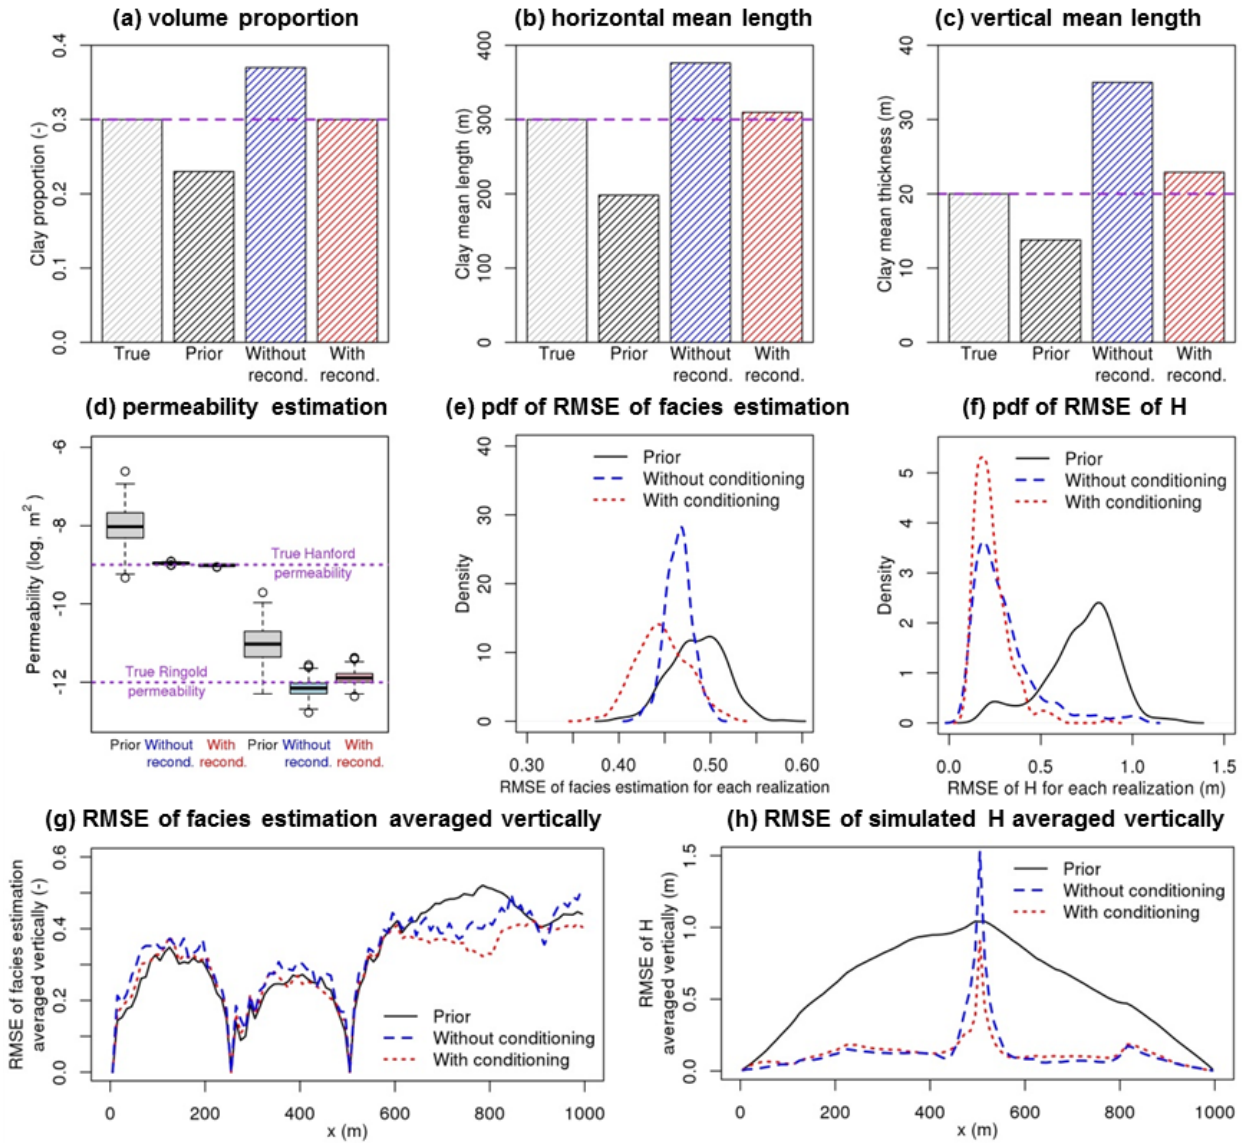 (a) volume proportion
Clay proportion (-)
0.0 0.1 0.2 0.3 0.4
True Prior Without recond. With recond.
(b) horizontal mean length
Clay mean length (m)
0 100 200 300 400
True Prior Without recond. With recond.
(c) vertical mean length
Clay mean thickness (m)
0 10 20 30 40
True Prior Without recond. With recond.
(d) permeability estimation
Permeability (log, m²)
-12 -10 -8 -6
True Hanford
permeability
True Ringold
permeability
Prior Without recond. With recond. Prior Without recond. With recond.
(e) pdf of RMSE of facies estimation
Density
0 10 20 30 40
Prior
Without conditioning
With conditioning
0.30 0.40 0.50 0.60
RMSE of facies estimation for each realization
(f) pdf of RMSE of H
Density
0 1 2 3 4 5
Prior
Without conditioning
With conditioning
0.0 0.5 1.0 1.5
RMSE of H for each realization (m)
(g) RMSE of facies estimation averaged vertically
RMSE of facies estimation
averaged vertically (-)
0.0 0.2 0.4 0.6
Prior
Without conditioning
With conditioning
0 200 400 600 800 1000
x (m)
(h) RMSE of simulated H averaged vertically
RMSE of H
averaged vertically (m)
0.0 0.5 1.0 1.5
Prior
Without conditioning
With conditioning
0 200 400 600 800 1000
x (m)